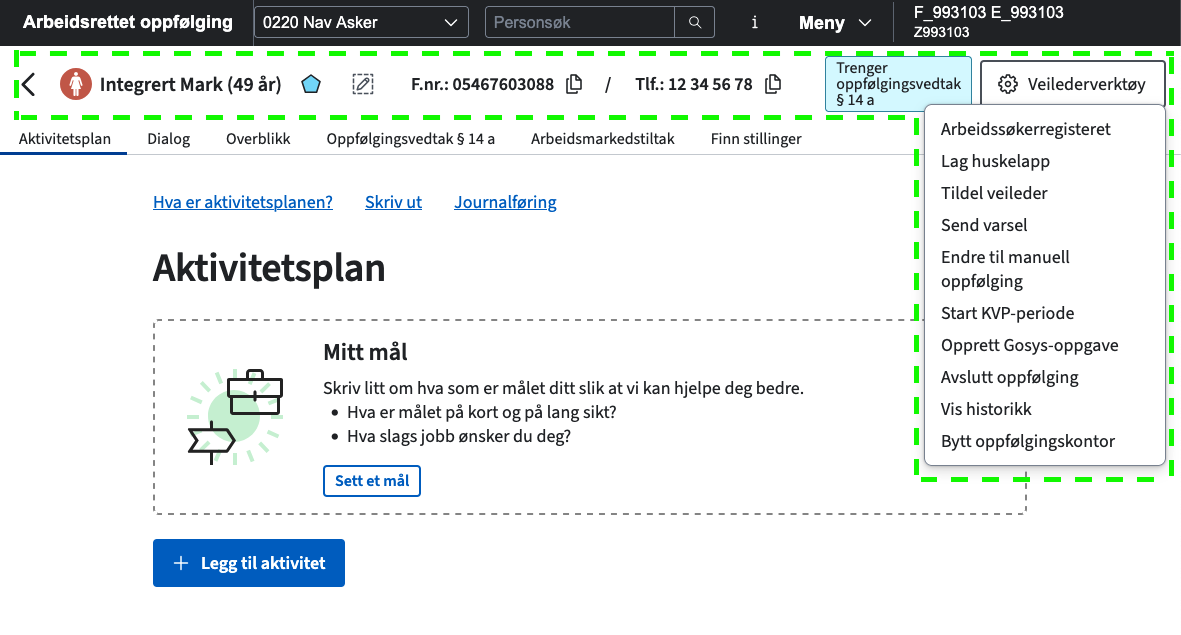 Arbeidsrettet oppfølging
0220 Nav Asker
Personsøk
i
Meny
F_993103 E_993103
Z993103
Integrert Mark (49 år)
F.nr.: 05467603088
/
Tlf.: 12 34 56 78
Trenger
oppfølgingsvedtak
§ 14 a
Veilederverktøy
Aktivitetsplan
Dialog
Overblikk
Oppfølgingsvedtak § 14 a
Arbeidsmarkedstiltak
Finn stillinger
Arbeidssøkerregisteret
Lag huskelapp
Tildel veileder
Send varsel
Endre til manuell
oppfølging
Start KVP-periode
Opprett Gosys-oppgave
Avslutt oppfølging
Vis historikk
Bytt oppfølgingskontor
Hva er aktivitetsplanen?
Skriv ut
Journalføring
Aktivitetsplan
Mitt mål
Skriv litt om hva som er målet ditt slik at vi kan hjelpe deg bedre.
• Hva er målet på kort og på lang sikt?
• Hva slags jobb ønsker du deg?
Sett et mål
+ Legg til aktivitet